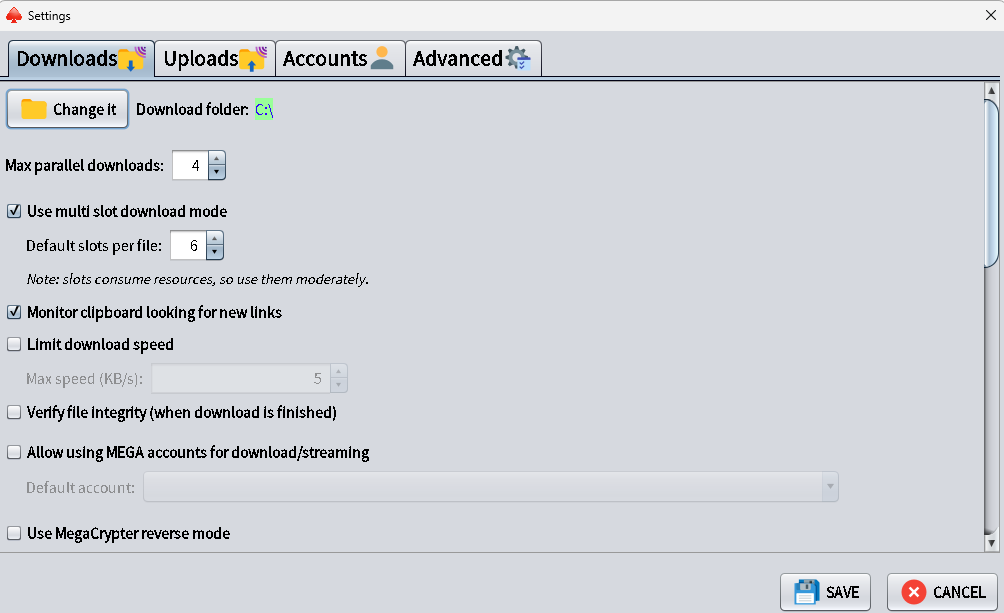 Settings
Downloads Uploads Accounts Advanced
Change it Download folder: C:\
Max parallel downloads: 4
Use multi slot download mode
Default slots per file: 6
Note: slots consume resources, so use them moderately.
Monitor clipboard looking for new links
Limit download speed
Max speed (KB/s): 5
Verify file integrity (when download is finished)
Allow using MEGA accounts for download/streaming
Default account:
Use MegaCrypter reverse mode
SAVE CANCEL